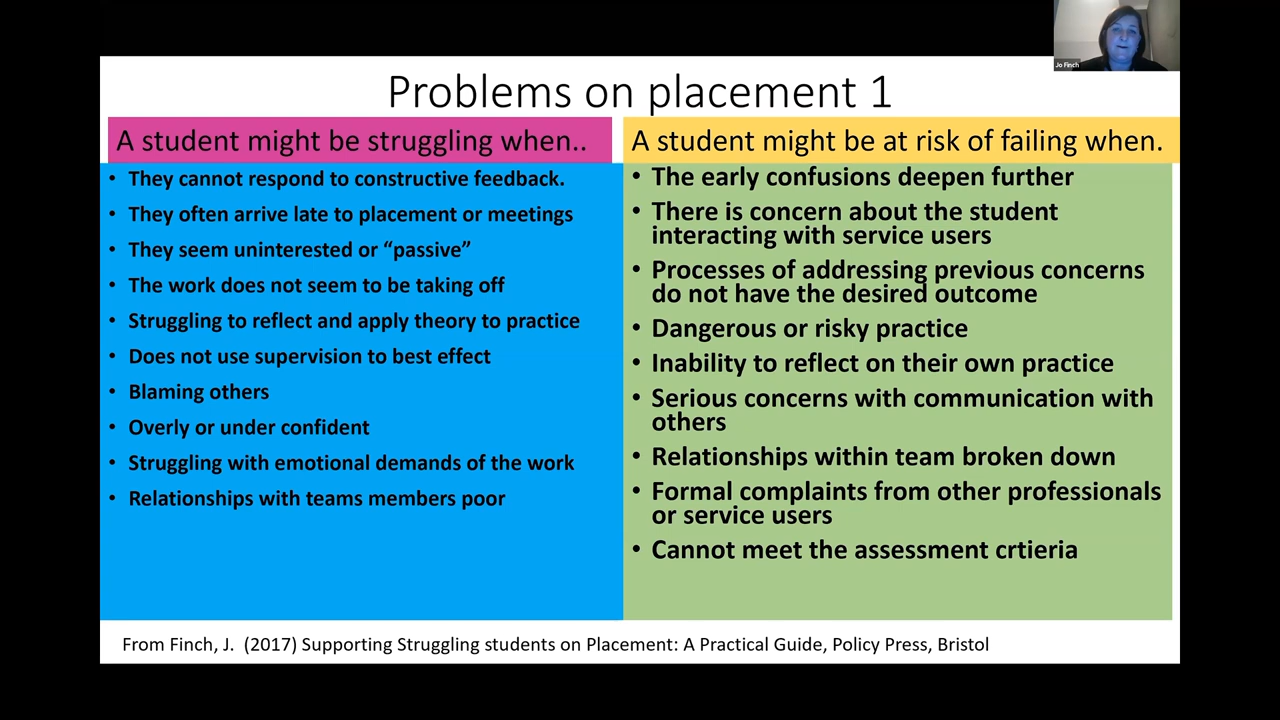 Jo Finch
Problems on placement 1
A student might be struggling when..
• They cannot respond to constructive feedback.
• They often arrive late to placement or meetings
• They seem uninterested or “passive”
• The work does not seem to be taking off
• Struggling to reflect and apply theory to practice
• Does not use supervision to best effect
• Blaming others
• Overly or under confident
• Struggling with emotional demands of the work
• Relationships with teams members poor
A student might be at risk of failing when.
• The early confusions deepen further
• There is concern about the student
interacting with service users
• Processes of addressing previous concerns
do not have the desired outcome
• Dangerous or risky practice
• Inability to reflect on their own practice
• Serious concerns with communication with
others
• Relationships within team broken down
• Formal complaints from other professionals
or service users
• Cannot meet the assessment crtieria
From Finch, J. (2017) Supporting Struggling students on Placement: A Practical Guide, Policy Press, Bristol